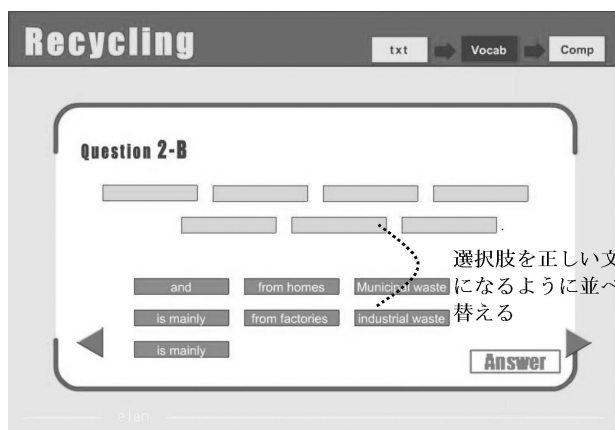 Recycling
txt Vocab Comp
Question 2-B
.
選択肢を正しい文
になるように並べ
替える
and from homes Municipal waste
is mainly from factories industrial waste
is mainly
Answer